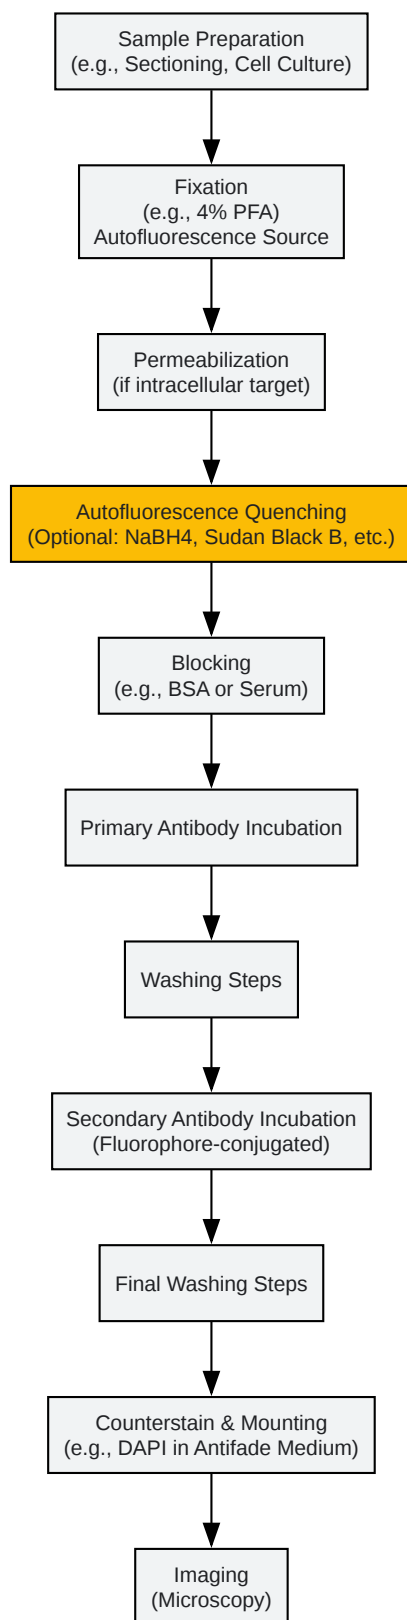 Sample Preparation
(e.g., Sectioning, Cell Culture)
Fixation
(e.g., 4% PFA)
Autofluorescence Source
Permeabilization
(if intracellular target)
Autofluorescence Quenching
(Optional: NaBH4, Sudan Black B, etc.)
Blocking
(e.g., BSA or Serum)
Primary Antibody Incubation
Washing Steps
Secondary Antibody Incubation
(Fluorophore-conjugated)
Final Washing Steps
Counterstain & Mounting
(e.g., DAPI in Antifade Medium)
Imaging
(Microscopy)